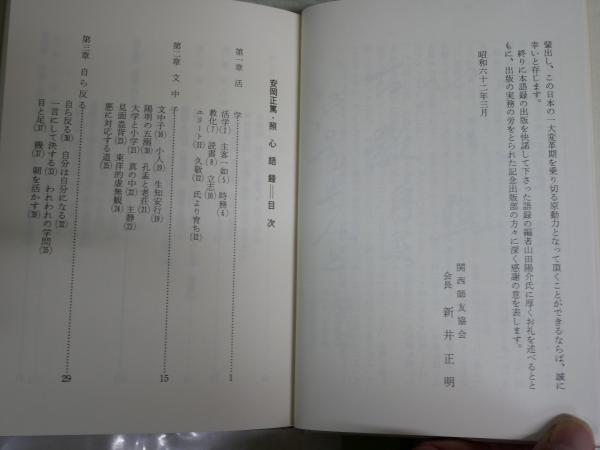 輩出し、この日本の一大変革期を乗り切る原動力となって頂くことができるならば、誠に
幸いと存じます。
終りに本語録の出版を快諾して下さった語録の編者山田陽介氏に厚くお礼を述べるとと
もに、出版の実務の労をとられた記念出版部の方々に深く感謝の意を表します。
昭和六十二年三月
関西師友協会
会長 新井正明
安岡正篤・照心語録──目次
第一章 活学……1
活学(2) 主客一如(5) 時務(6)
教化(7) 読書(8) 立志(10)
エリート(11) 久敬(12) 氏より育ち(12)
第二章 文中子……15
文中子(16) 小人(19) 生知安行(19)
陽明の五溺(20) 孔孟と老荘(21)
大学と小学(21) 真の中(22) 主静(23)
見面盎背(23) 東洋的虚無観(24)
悪に対応する道(25)
第三章 自ら反る……29
自ら反る(30) 自分は自分になる(32)
一言にして決する(33) われわれの学問(35)
目と足(37) 機(37) 朝を活かす(39)